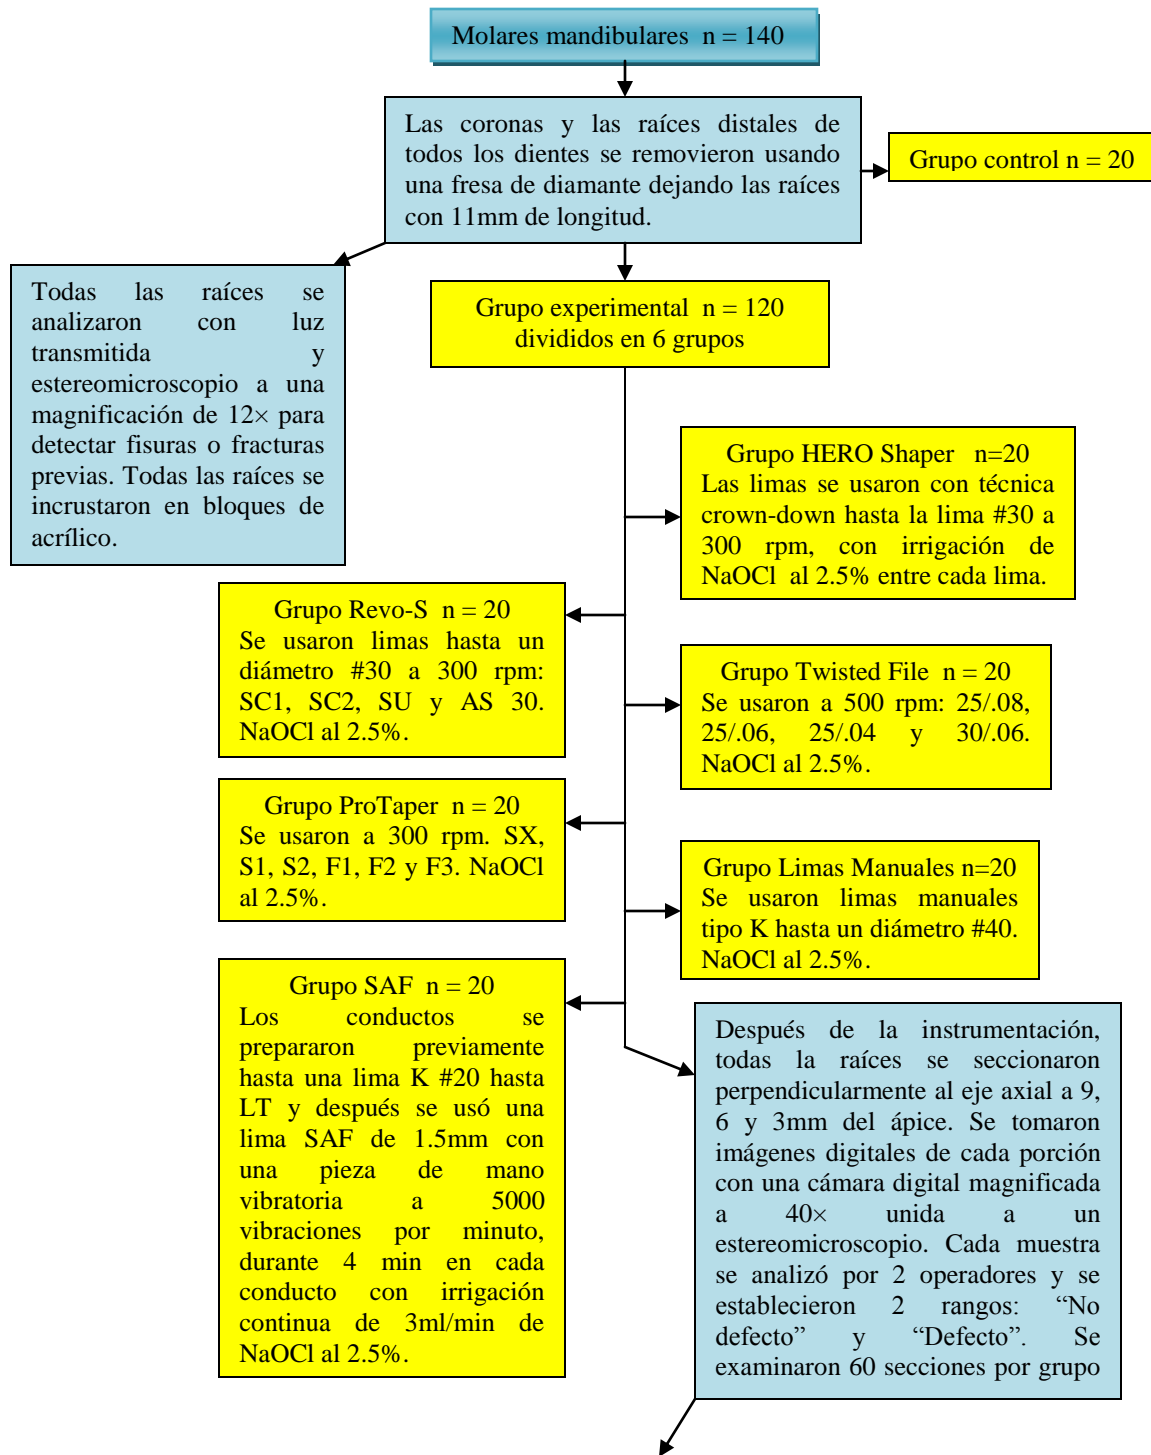 Molares mandibulares n = 140
Las coronas y las raíces distales de
todos los dientes se removieron usando
una fresa de diamante dejando las raíces
con 11mm de longitud.
Grupo control n = 20
Todas las raíces se
analizaron con luz
transmitida y
estereomicroscopio a una
magnificación de 12× para
detectar fisuras o fracturas
previas. Todas las raíces se
incrustaron en bloques de
acrílico.
Grupo experimental n = 120
divididos en 6 grupos
Grupo HERO Shaper n=20
Las limas se usaron con técnica
crown-down hasta la lima #30 a
300 rpm, con irrigación de
NaOCl al 2.5% entre cada lima.
Grupo Revo-S n = 20
Se usaron limas hasta un
diámetro #30 a 300 rpm:
SC1, SC2, SU y AS 30.
NaOCl al 2.5%.
Grupo Twisted File n = 20
Se usaron a 500 rpm: 25/.08,
25/.06, 25/.04 y 30/.06.
NaOCl al 2.5%.
Grupo ProTaper n = 20
Se usaron a 300 rpm. SX,
S1, S2, F1, F2 y F3. NaOCl
al 2.5%.
Grupo Limas Manuales n=20
Se usaron limas manuales
tipo K hasta un diámetro #40.
NaOCl al 2.5%.
Grupo SAF n = 20
Los conductos se
prepararon previamente
hasta una lima K #20 hasta
LT y después se usó una
lima SAF de 1.5mm con
una pieza de mano
vibratoria a 5000
vibraciones por minuto,
durante 4 min en cada
conducto con irrigación
continua de 3ml/min de
NaOCl al 2.5%.
Después de la instrumentación,
todas la raíces se seccionaron
perpendicularmente al eje axial a 9,
6 y 3mm del ápice. Se tomaron
imágenes digitales de cada porción
con una cámara digital magnificada
a 40× unida a un
estereomicroscopio. Cada muestra
se analizó por 2 operadores y se
establecieron 2 rangos: “No
defecto” y “Defecto”. Se
examinaron 60 secciones por grupo